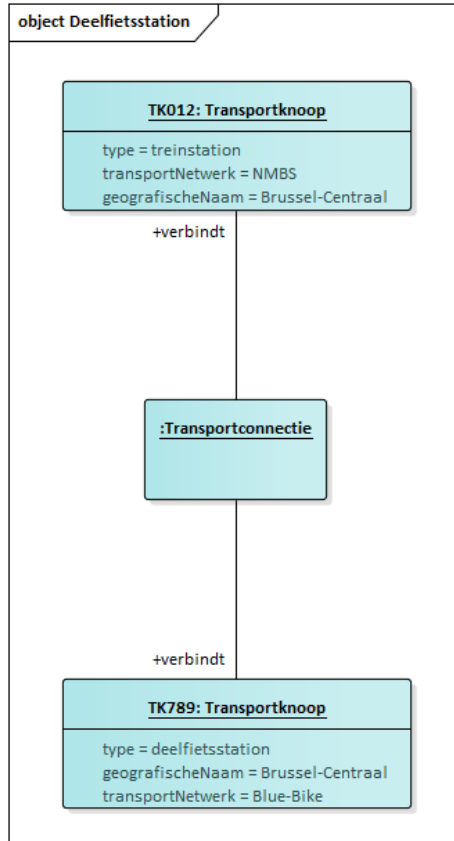 object Deelfietsstation
TK012: Transportknoop
type = treinstation
transportNetwerk = NMBS
geografischeNaam = Brussel-Centraal
+verbindt
:Transportconnectie
+verbindt
TK789: Transportknoop
type = deelfietsstation
geografischeNaam = Brussel-Centraal
transportNetwerk = Blue-Bike